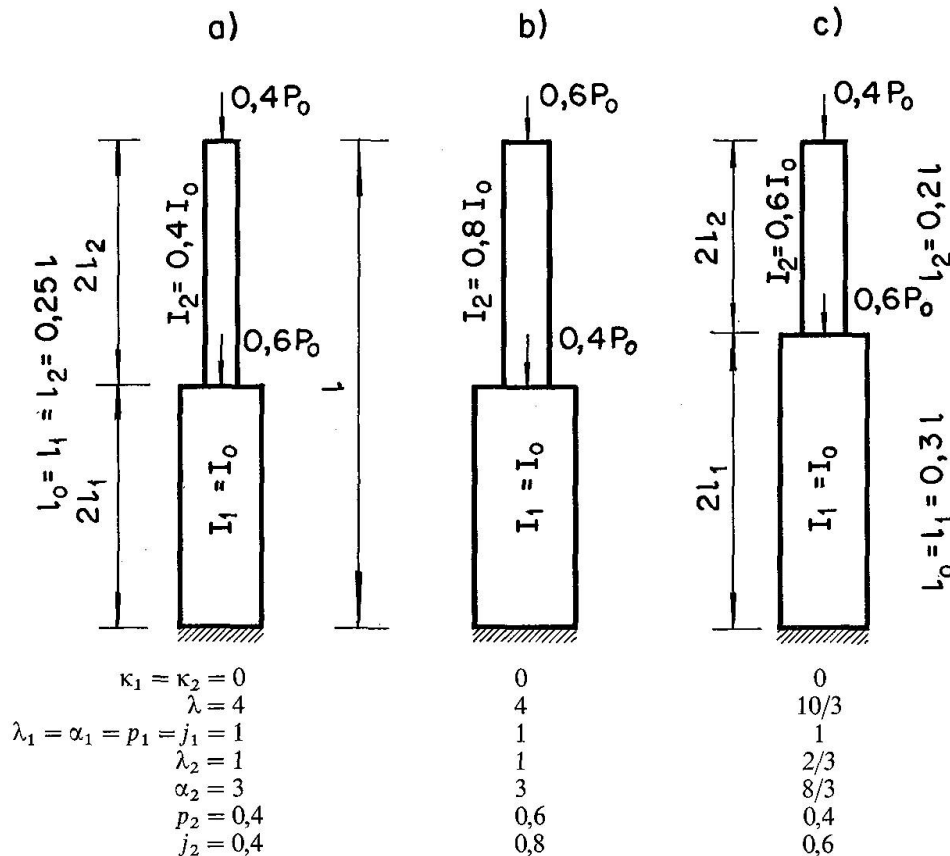 a) b) c)
0,4P₀ 0,6P₀ 0,4P₀
2l₂ I₂=0,4I₀ I₂=0,8I₀ 2l₂ I₂=0,6I₀ l₂=0,2l
0,6P₀ 0,4P₀ 0,6P₀
l₀ = l₁ = l₂ = 0,25l l
2l₁ I₁ = I₀ I₁ = I₀ 2l₁ I₁ = I₀ l₀ = l₁ = 0,3l
κ₁ = κ₂ = 0 0 0
λ = 4 4 10/3
λ₁ = α₁ = p₁ = j₁ = 1 1 1
λ₂ = 1 1 2/3
α₂ = 3 3 8/3
p₂ = 0,4 0,6 0,4
j₂ = 0,4 0,8 0,6